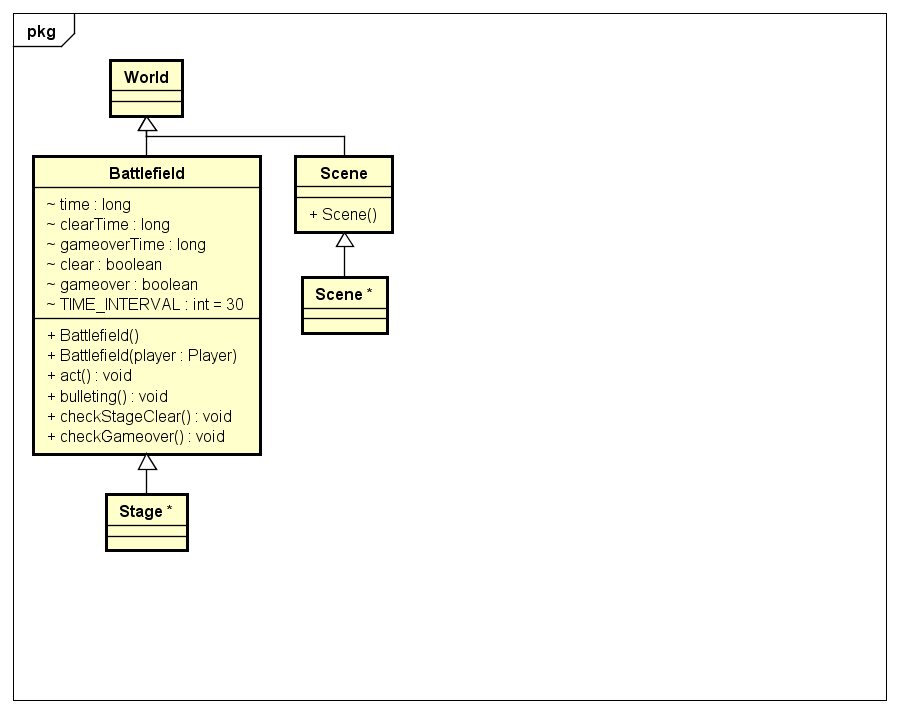 pkg
World
Battlefield
~ time : long
~ clearTime : long
~ gameoverTime : long
~ clear : boolean
~ gameover : boolean
~ TIME_INTERVAL : int = 30
+ Battlefield()
+ Battlefield(player : Player)
+ act() : void
+ bulleting() : void
+ checkStageClear() : void
+ checkGameover() : void
Scene
+ Scene()
Scene *
Stage *